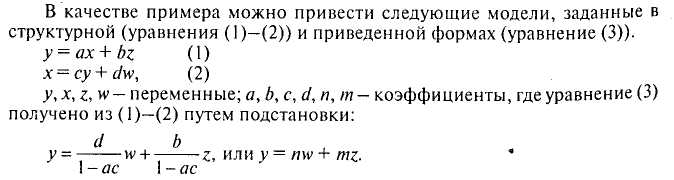 В качестве примера можно привести следующие модели, заданные в
структурной (уравнения (1)—(2)) и приведенной формах (уравнение (3)).
y = ax + bz (1)
x = cy + dw, (2)
y, x, z, w — переменные; a, b, c, d, n, m — коэффициенты, где уравнение (3)
получено из (1)—(2) путем подстановки:
y = d/(1 – ac) w + b/(1 – ac) z, или y = nw + mz.